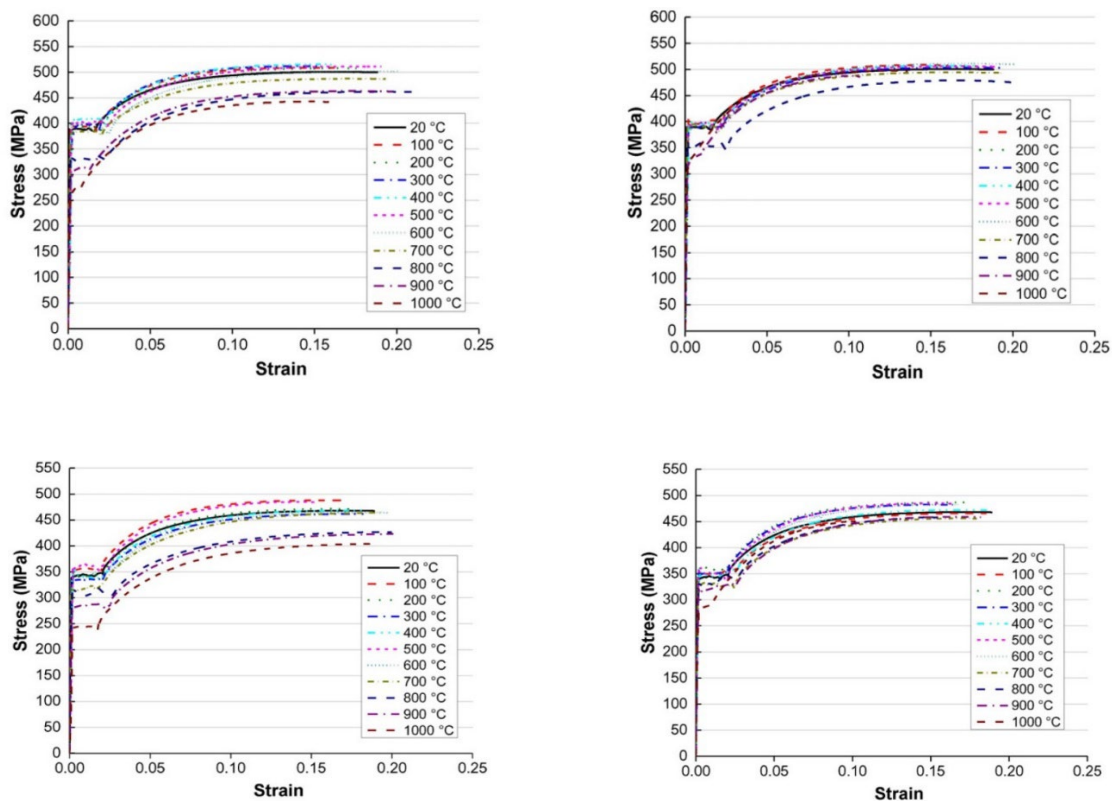 600
550
500
450
400
350
300
250
200
150
100
50
0
Stress (MPa)
20 °C
100 °C
200 °C
300 °C
400 °C
500 °C
600 °C
700 °C
800 °C
900 °C
1000 °C
0.00 0.05 0.10 0.15 0.20 0.25
Strain
600
550
500
450
400
350
300
250
200
150
100
50
0
Stress (MPa)
20 °C
100 °C
200 °C
300 °C
400 °C
500 °C
600 °C
700 °C
800 °C
900 °C
1000 °C
0.00 0.05 0.10 0.15 0.20 0.25
Strain
550
500
450
400
350
300
250
200
150
100
50
0
Stress (MPa)
20 °C
100 °C
200 °C
300 °C
400 °C
500 °C
600 °C
700 °C
800 °C
900 °C
1000 °C
0.00 0.05 0.10 0.15 0.20 0.25
Strain
550
500
450
400
350
300
250
200
150
100
50
0
Stress (MPa)
20 °C
100 °C
200 °C
300 °C
400 °C
500 °C
600 °C
700 °C
800 °C
900 °C
1000 °C
0.00 0.05 0.10 0.15 0.20 0.25
Strain